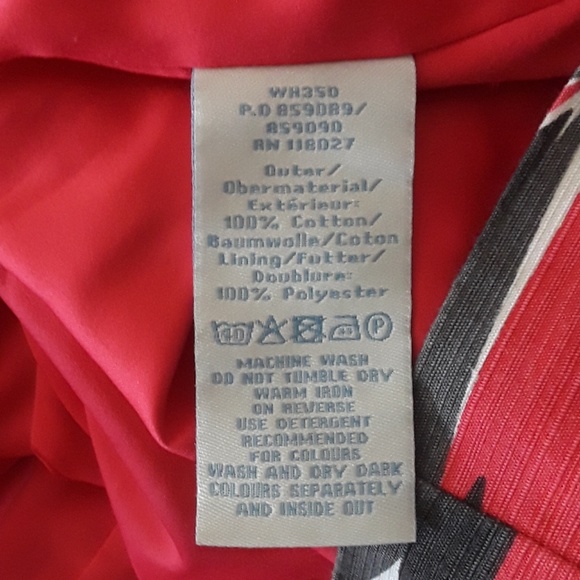 WH350
P.O 859089/
859090
RN 118027
Outer/
Obermaterial/
Extérieur:
100% Cotton/
Baumwolle/Coton
Lining/Futter/
Doublure:
100% Polyester
40 P
MACHINE WASH
DO NOT TUMBLE DRY
WARM IRON
ON REVERSE
USE DETERGENT
RECOMMENDED
FOR COLOURS
WASH AND DRY DARK
COLOURS SEPARATELY
AND INSIDE OUT